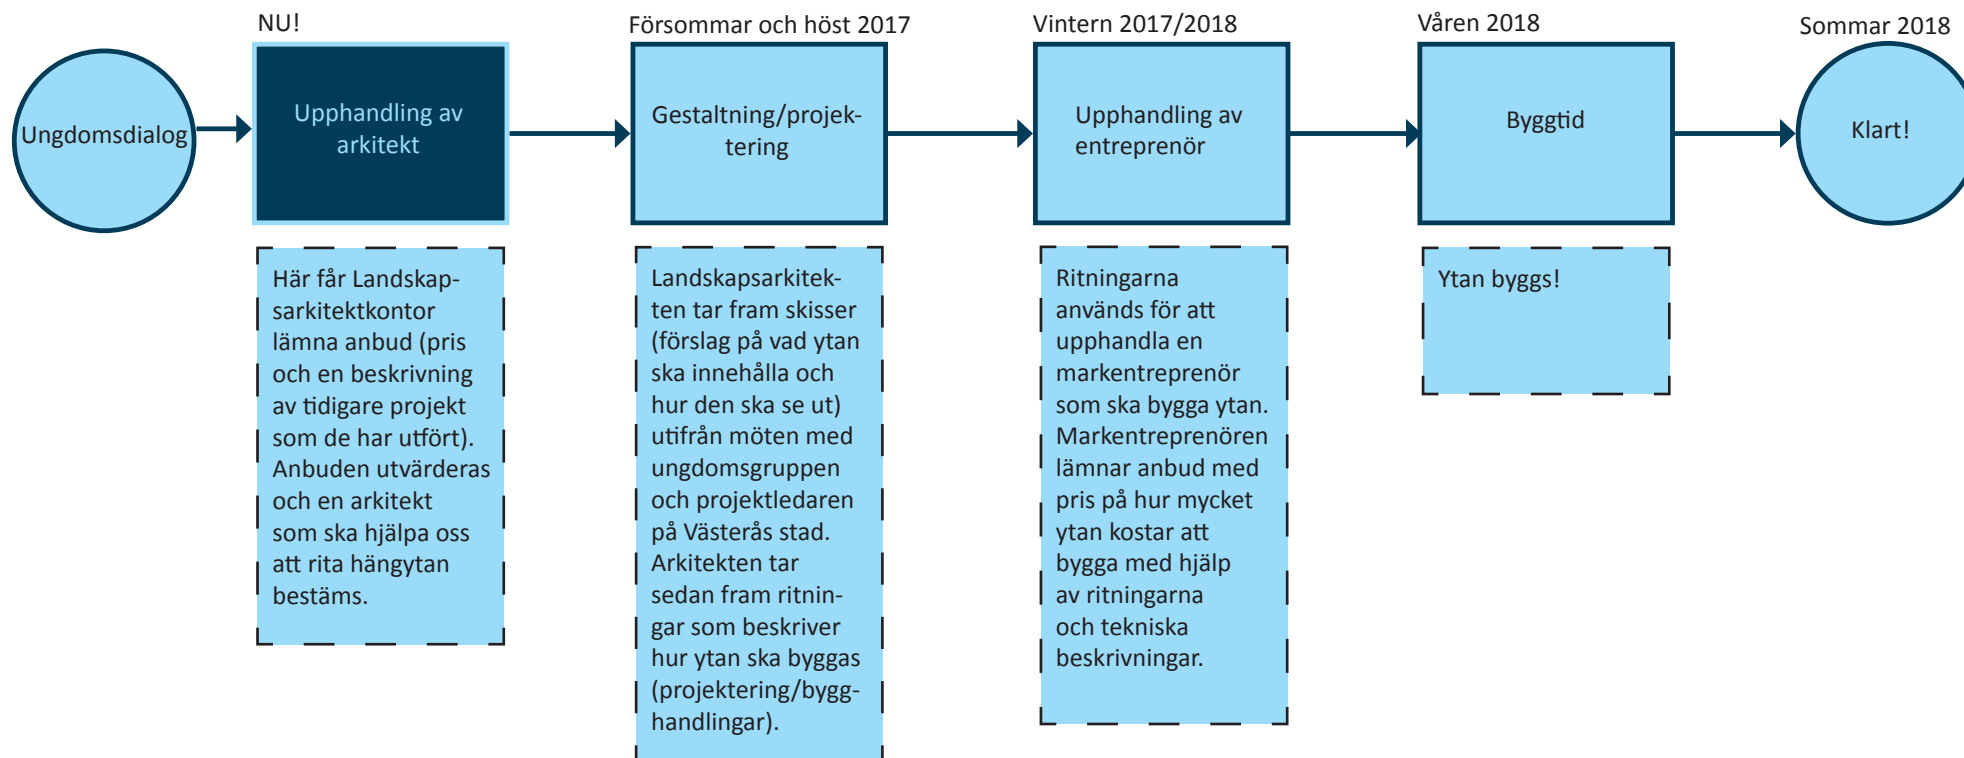 NU!
Försommar och höst 2017
Vintern 2017/2018
Våren 2018
Sommar 2018
Ungdomsdialog
Upphandling av
arkitekt
Gestaltning/projek-
tering
Upphandling av
entreprenör
Byggtid
Klart!
Här får Landskap-
sarkitektkontor
lämna anbud (pris
och en beskrivning
av tidigare projekt
som de har utfört).
Anbuden utvärderas
och en arkitekt
som ska hjälpa oss
att rita hängytan
bestäms.
Landskapsarkitek-
ten tar fram skisser
(förslag på vad ytan
ska innehålla och
hur den ska se ut)
utifrån möten med
ungdomsgruppen
och projektledaren
på Västerås stad.
Arkitekten tar
sedan fram ritnin-
gar som beskriver
hur ytan ska byggas
(projektering/bygg-
handlingar).
Ritningarna
används för att
upphandla en
markentreprenör
som ska bygga ytan.
Markentreprenören
lämnar anbud med
pris på hur mycket
ytan kostar att
bygga med hjälp
av ritningarna
och tekniska
beskrivningar.
Ytan byggs!